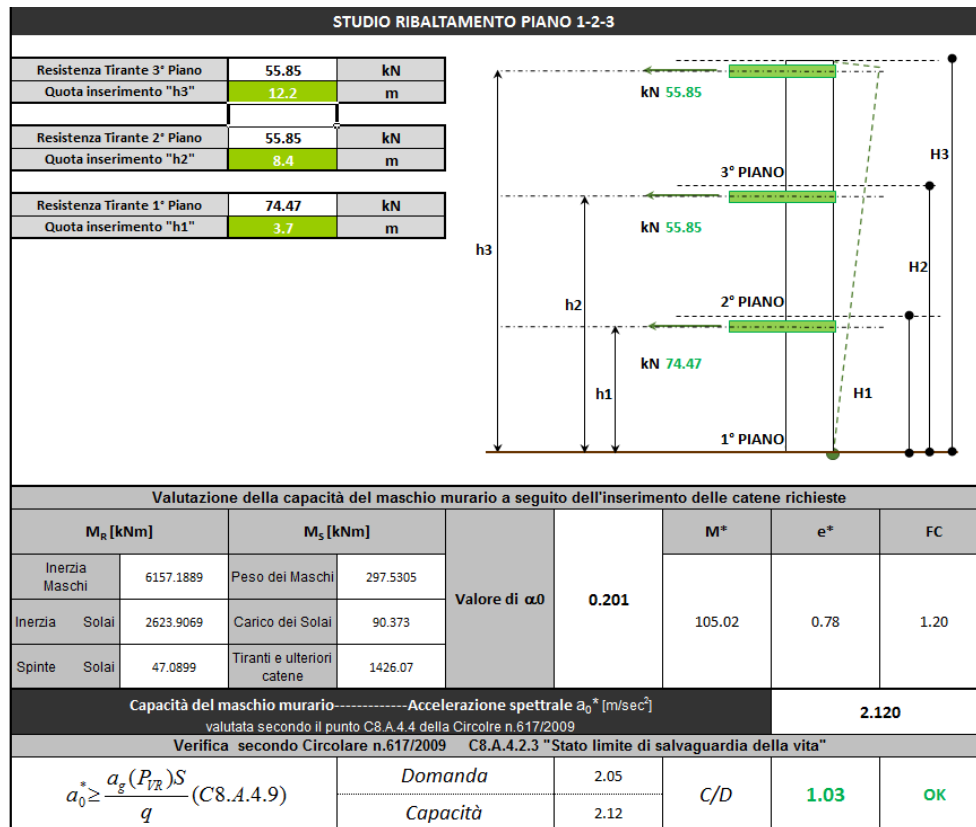 STUDIO RIBALTAMENTO PIANO 1-2-3
Resistenza Tirante 3° Piano 55.85 kN
Quota inserimento "h3" 12.2 m
Resistenza Tirante 2° Piano 55.85 kN
Quota inserimento "h2" 8.4 m
Resistenza Tirante 1° Piano 74.47 kN
Quota inserimento "h1" 3.7 m
kN 55.85
H3
3° PIANO
kN 55.85
h3
H2
h2
2° PIANO
kN 74.47
h1
H1
1° PIANO
Valutazione della capacità del maschio murario a seguito dell'inserimento delle catene richieste
MR [kNm] MS [kNm] Valore di α0 0.201 M* e* FC
Inerzia Maschi 6157.1889 Peso dei Maschi 297.5305
Inerzia Solai 2623.9069 Carico dei Solai 90.373 105.02 0.78 1.20
Spinte Solai 47.0899 Tiranti e ulteriori catene 1426.07
Capacità del maschio murario-------------Accelerazione spettrale a0* [m/sec2] 2.120
valutata secondo il punto C8.A.4.4 della Circolre n.617/2009
Verifica secondo Circolare n.617/2009 C8.A.4.2.3 "Stato limite di salvaguardia della vita"
a0* ≥ ag(PVR)S / q (C8.A.4.9)
Domanda 2.05
Capacità 2.12
C/D 1.03 OK